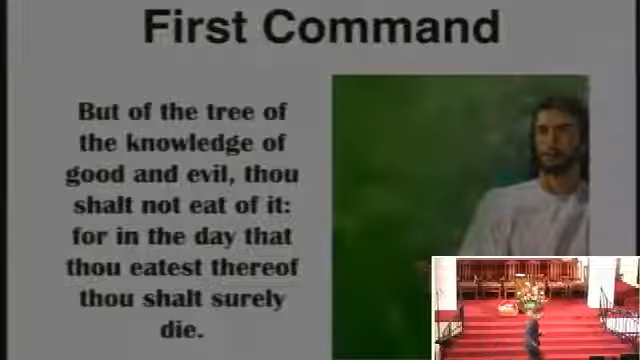 First Command
But of the tree of
the knowledge of
good and evil, thou
shalt not eat of it:
for in the day that
thou eatest thereof
thou shalt surely
die.